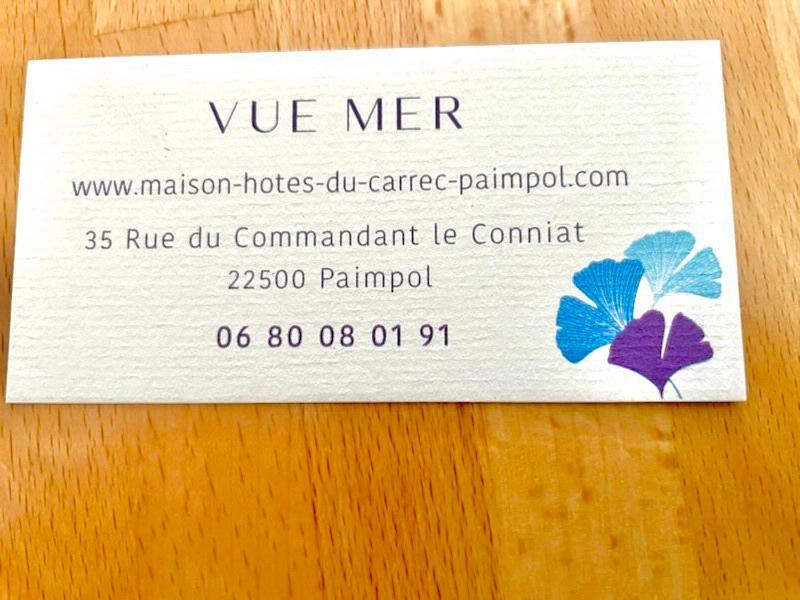 VUE MER
www.maison-hotes-du-carrec-paimpol.com
35 Rue du Commandant le Conniat
22500 Paimpol
06 80 08 01 91